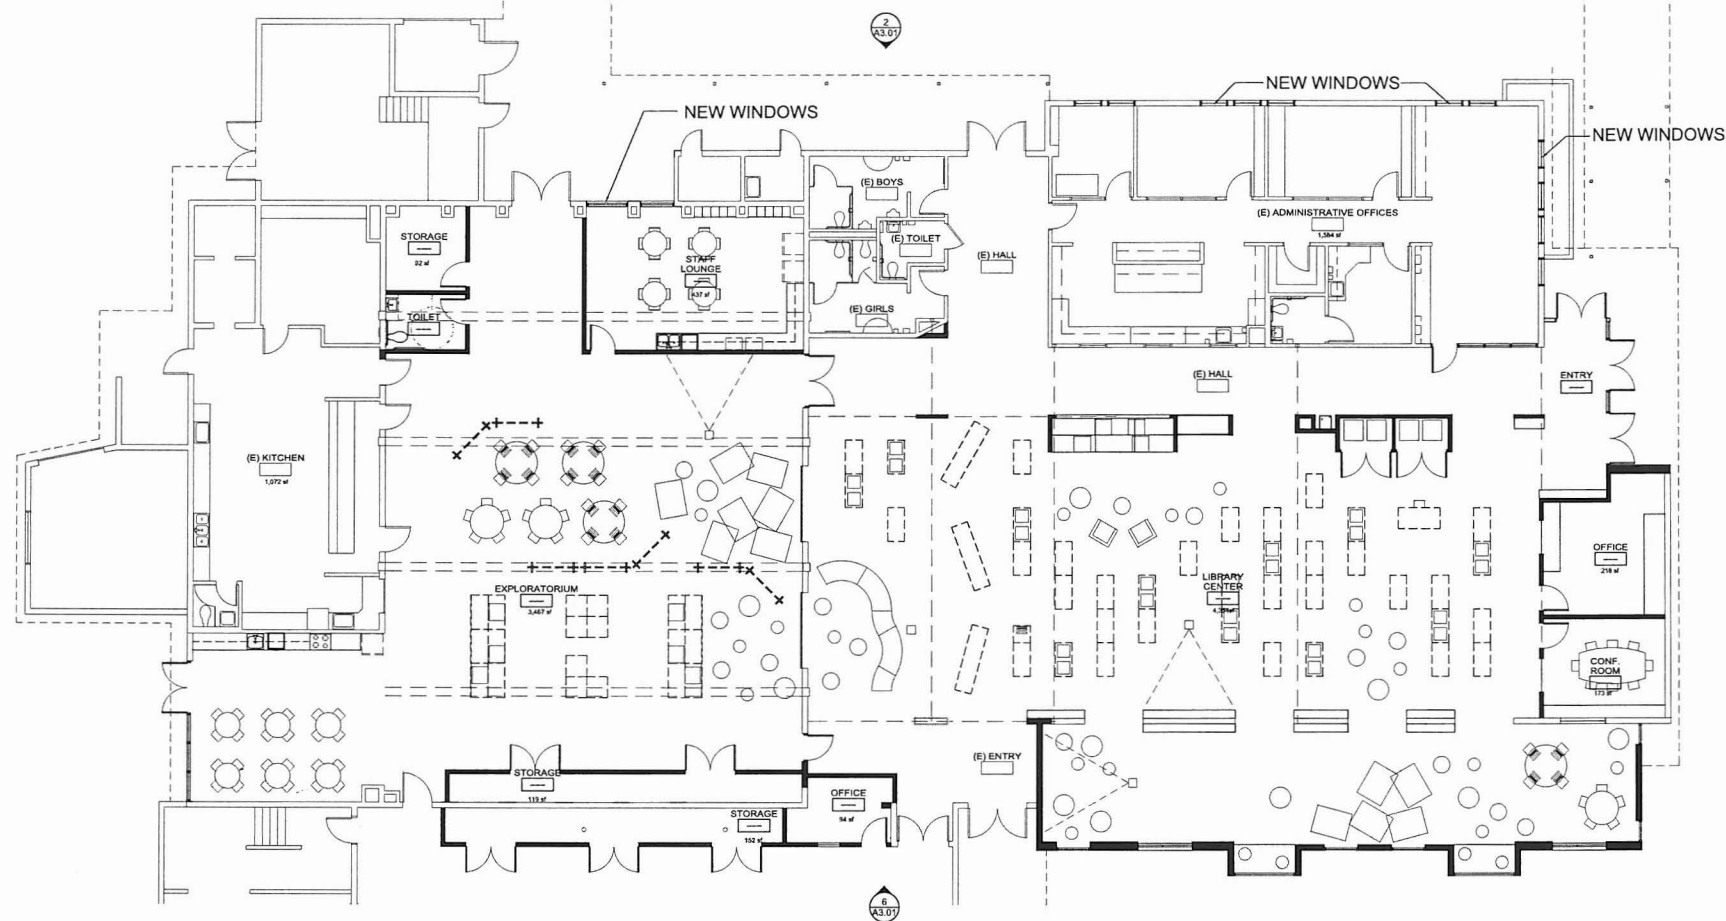 2
A3.01
NEW WINDOWS
NEW WINDOWS
NEW WINDOWS
(E) BOYS
(E) ADMINISTRATIVE OFFICES
1,584 sf
STORAGE
92 sf
(E) TOILET
(E) HALL
STAFF
LOUNGE
437 sf
(E) GIRLS
TOILET
(E) HALL
ENTRY
(E) KITCHEN
1,072 sf
OFFICE
218 sf
EXPLORATORIUM
3,467 sf
LIBRARY
CENTER
CONF.
ROOM
173 sf
(E) ENTRY
STORAGE
119 sf
OFFICE
94 sf
STORAGE
152 sf
6
A3.01